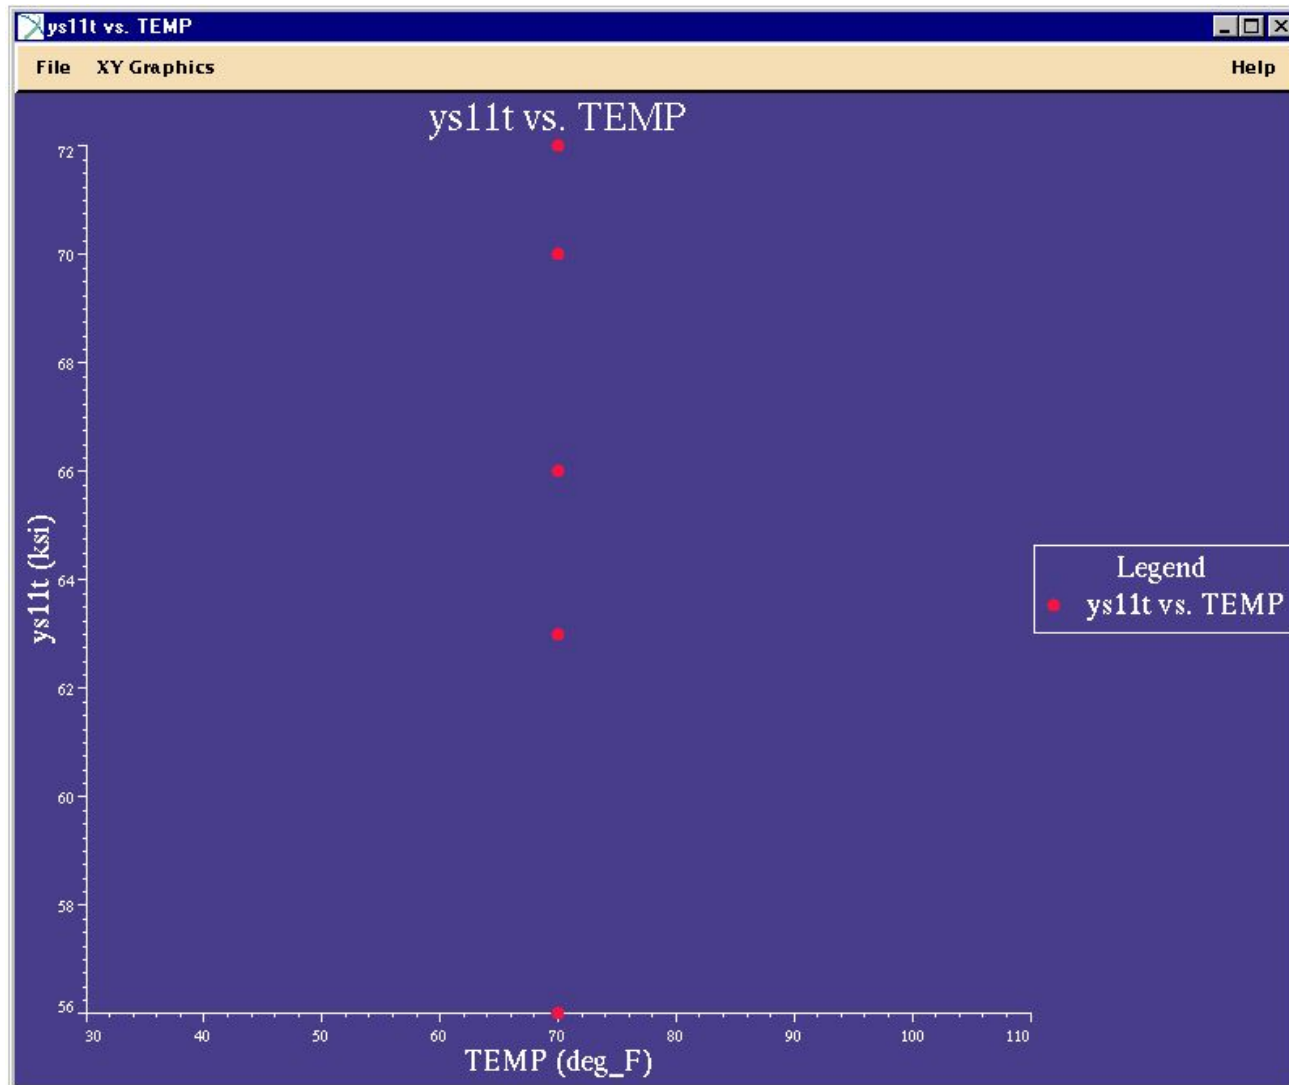 ys11t vs. TEMP
File XY Graphics Help
ys11t vs. TEMP
72
70
68
66
64
62
60
58
56
ys11t (ksi)
30 40 50 60 70 80 90 100 110
TEMP (deg_F)
Legend
ys11t vs. TEMP